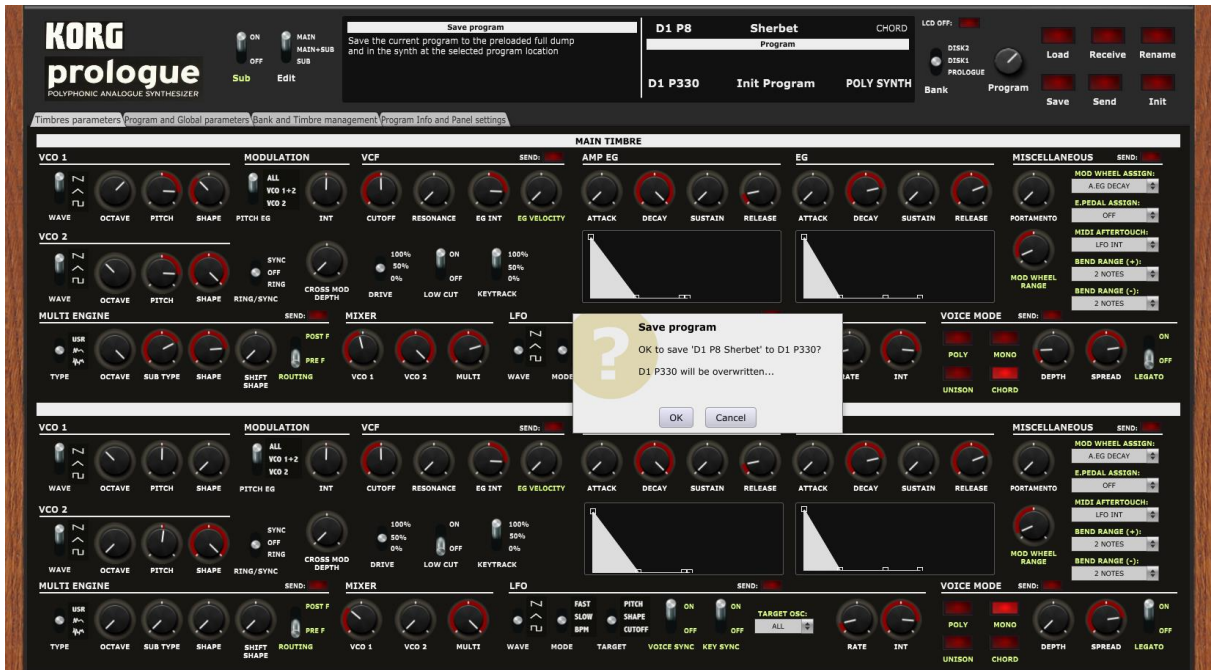 KORG
prologue
POLYPHONIC ANALOGUE SYNTHESIZER
ON
OFF
Sub
MAIN
MAIN+SUB
SUB
Edit
Save program
Save the current program to the preloaded full dump
and in the synth at the selected program location
D1 P8 Sherbet CHORD
Program
D1 P330 Init Program POLY SYNTH
LCD OFF:
DISK2
DISK1
PROLOGUE
Bank
Program
Load Receive Rename
Save Send Init
Timbres parameters Program and Global parameters Bank and Timbre management Program Info and Panel settings
MAIN TIMBRE
VCO 1 MODULATION VCF SEND: AMP EG EG MISCELLANEOUS SEND:
ALL
VCO 1+2
VCO 2
WAVE OCTAVE PITCH SHAPE PITCH EG INT CUTOFF RESONANCE EG INT EG VELOCITY ATTACK DECAY SUSTAIN RELEASE ATTACK DECAY SUSTAIN RELEASE PORTAMENTO
MOD WHEEL ASSIGN:
A.EG DECAY
E.PEDAL ASSIGN:
OFF
MIDI AFTERTOUCH:
LFO INT
BEND RANGE (+):
2 NOTES
BEND RANGE (-):
2 NOTES
MOD WHEEL
RANGE
VCO 2
SYNC
OFF
RING
CROSS MOD
DEPTH
100%
50%
0%
ON
OFF
100%
50%
0%
WAVE OCTAVE PITCH SHAPE RING/SYNC DRIVE LOW CUT KEYTRACK
MULTI ENGINE SEND: MIXER LFO VOICE MODE SEND:
USR
POST F
PRE F
TYPE OCTAVE SUB TYPE SHIFT
SHAPE ROUTING VCO 1 VCO 2 MULTI WAVE MODE
RATE INT
POLY MONO
UNISON CHORD
DEPTH SPREAD LEGATO
ON
OFF
Save program
OK to save 'D1 P8 Sherbet' to D1 P330?
D1 P330 will be overwritten...
OK Cancel
VCO 1 MODULATION VCF SEND: MISCELLANEOUS SEND:
ALL
VCO 1+2
VCO 2
WAVE OCTAVE PITCH SHAPE PITCH EG INT CUTOFF RESONANCE EG INT EG VELOCITY ATTACK DECAY SUSTAIN RELEASE ATTACK DECAY SUSTAIN RELEASE PORTAMENTO
MOD WHEEL ASSIGN:
A.EG DECAY
E.PEDAL ASSIGN:
OFF
MIDI AFTERTOUCH:
LFO INT
BEND RANGE (+):
2 NOTES
BEND RANGE (-):
2 NOTES
MOD WHEEL
RANGE
VCO 2
SYNC
OFF
RING
CROSS MOD
DEPTH
100%
50%
0%
ON
OFF
100%
50%
0%
WAVE OCTAVE PITCH SHAPE RING/SYNC DRIVE LOW CUT KEYTRACK
MULTI ENGINE SEND: MIXER LFO SEND: VOICE MODE SEND:
USR
POST F
PRE F
FAST
SLOW
BPM
PITCH
SHAPE
CUTOFF
ON
OFF
ON
OFF
TARGET OSC:
ALL
TYPE OCTAVE SUB TYPE SHIFT
SHAPE ROUTING VCO 1 VCO 2 MULTI WAVE MODE TARGET VOICE SYNC KEY SYNC RATE INT
POLY MONO
UNISON CHORD
DEPTH SPREAD LEGATO
ON
OFF